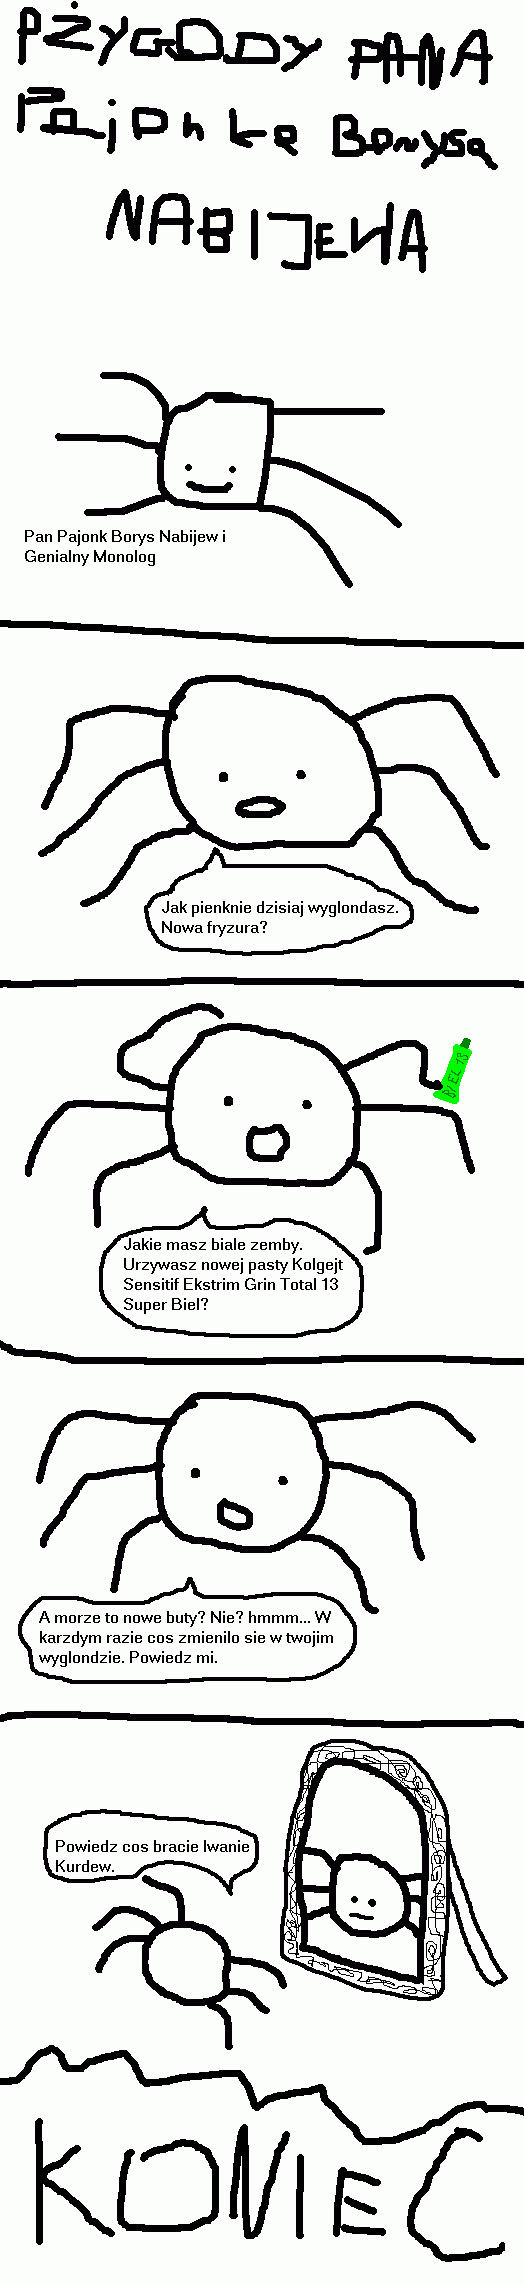 PŻYGODY PANA
Pajonka Borysa
NABIJEWA
Pan Pajonk Borys Nabijew i
Genialny Monolog
Jak pienknie dzisiaj wyglondasz.
Nowa fryzura?
BIEL 13
Jakie masz biale zemby.
Urzywasz nowej pasty Kolgejt
Sensitif Ekstrim Grin Total 13
Super Biel?
A morze to nowe buty? Nie? hmmm... W
karzdym razie cos zmienilo sie w twojim
wyglondzie. Powiedz mi.
Powiedz cos bracie Iwanie
Kurdew.
KONIEC